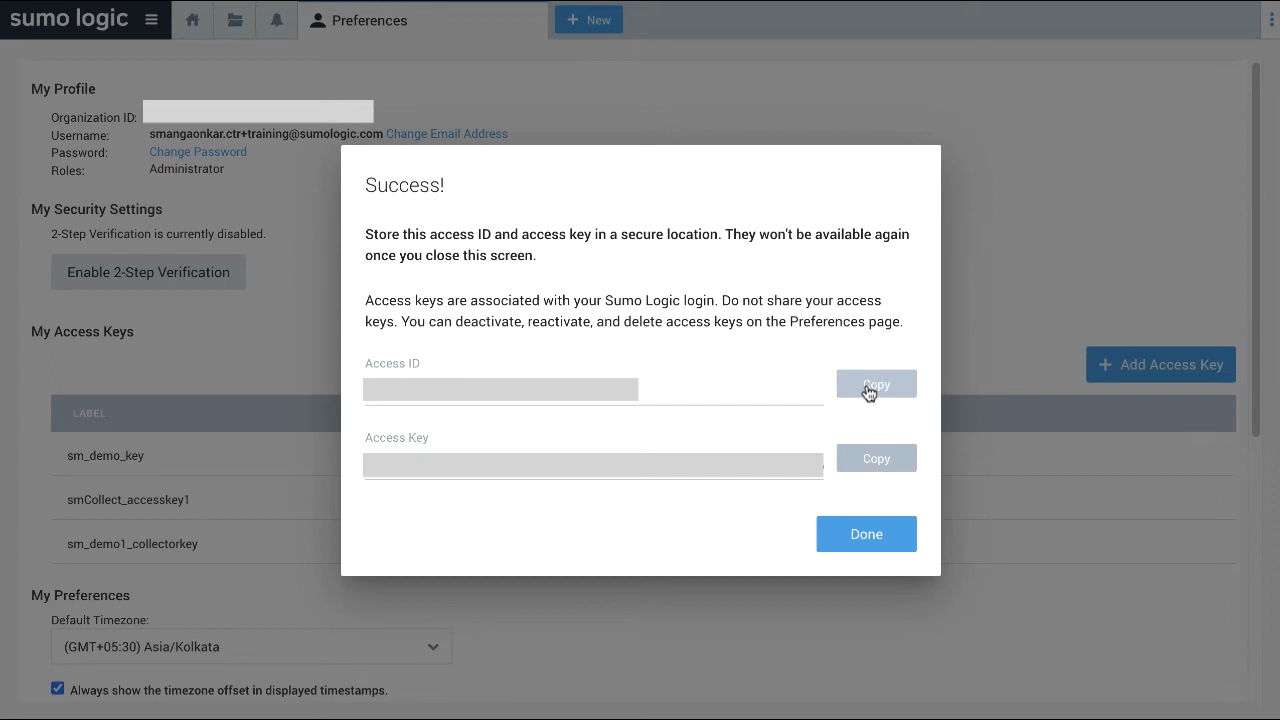 sumo logic
Preferences
+ New
My Profile
Organization ID:
Username: smangaonkar.ctr+training@sumologic.com Change Email Address
Password: Change Password
Roles: Administrator
My Security Settings
2-Step Verification is currently disabled.
Enable 2-Step Verification
My Access Keys
+ Add Access Key
LABEL
sm_demo_key
smCollect_accesskey1
sm_demo1_collectorkey
My Preferences
Default Timezone:
(GMT+05:30) Asia/Kolkata
Always show the timezone offset in displayed timestamps.
Success!
Store this access ID and access key in a secure location. They won't be available again
once you close this screen.
Access keys are associated with your Sumo Logic login. Do not share your access
keys. You can deactivate, reactivate, and delete access keys on the Preferences page.
Access ID
Copy
Access Key
Copy
Done